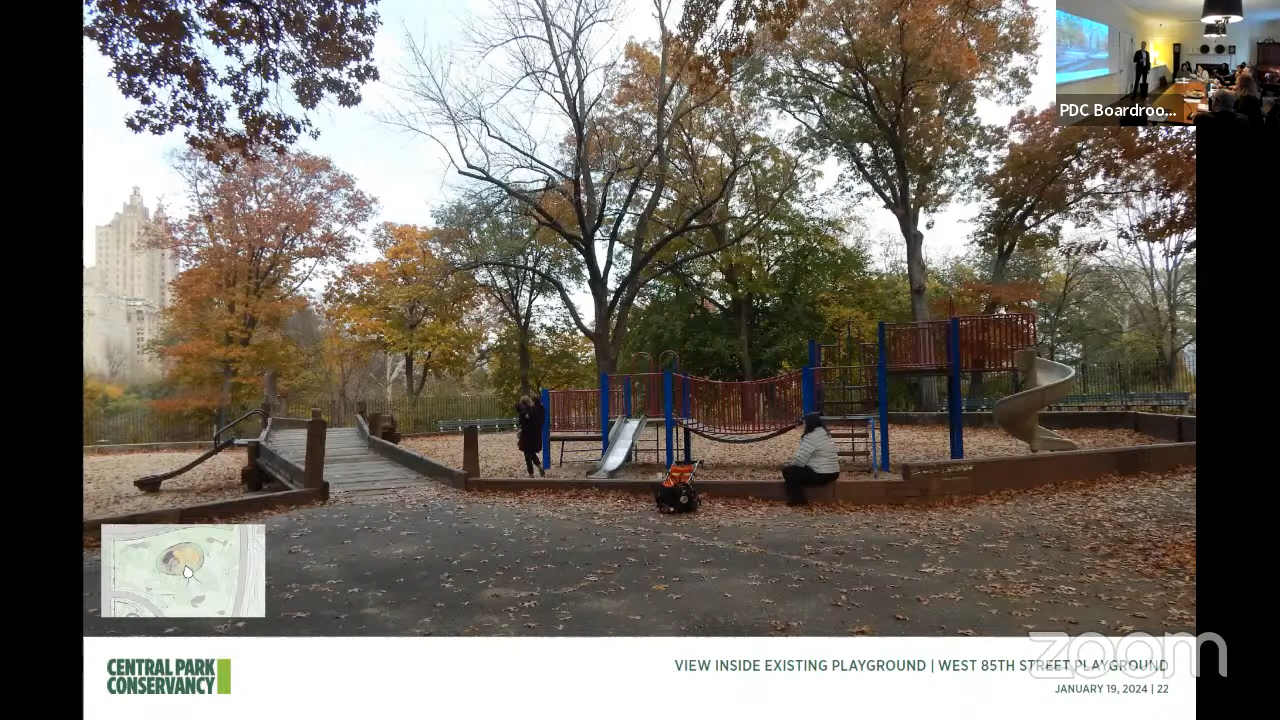 PDC Boardroo...
CENTRAL PARK
CONSERVANCY
VIEW INSIDE EXISTING PLAYGROUND | WEST 85TH STREET PLAYGROUND
JANUARY 19, 2024 | 22
zoom